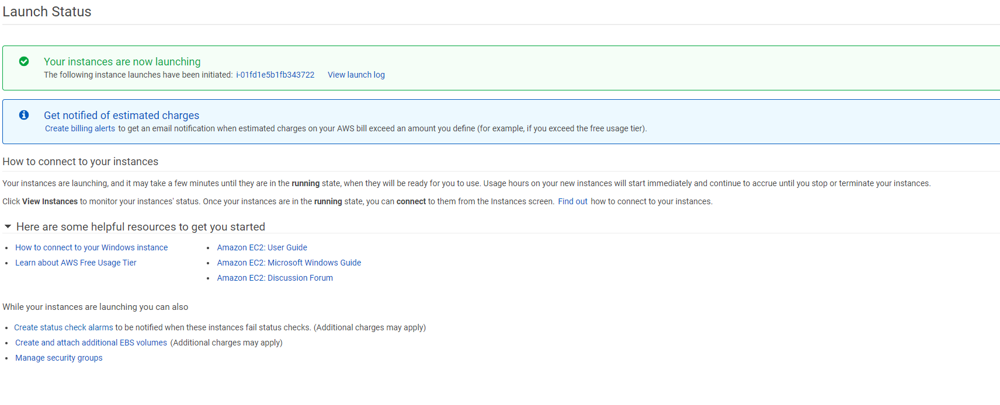 Launch Status
Your instances are now launching
The following instance launches have been initiated: i-01fd1e5b1fb343722 View launch log
Get notified of estimated charges
Create billing alerts to get an email notification when estimated charges on your AWS bill exceed an amount you define (for example, if you exceed the free usage tier).
How to connect to your instances
Your instances are launching, and it may take a few minutes until they are in the running state, when they will be ready for you to use. Usage hours on your new instances will start immediately and continue to accrue until you stop or terminate your instances.
Click View Instances to monitor your instances' status. Once your instances are in the running state, you can connect to them from the Instances screen. Find out how to connect to your instances.
Here are some helpful resources to get you started
• How to connect to your Windows instance
• Learn about AWS Free Usage Tier
• Amazon EC2: User Guide
• Amazon EC2: Microsoft Windows Guide
• Amazon EC2: Discussion Forum
While your instances are launching you can also
• Create status check alarms to be notified when these instances fail status checks. (Additional charges may apply)
• Create and attach additional EBS volumes (Additional charges may apply)
• Manage security groups